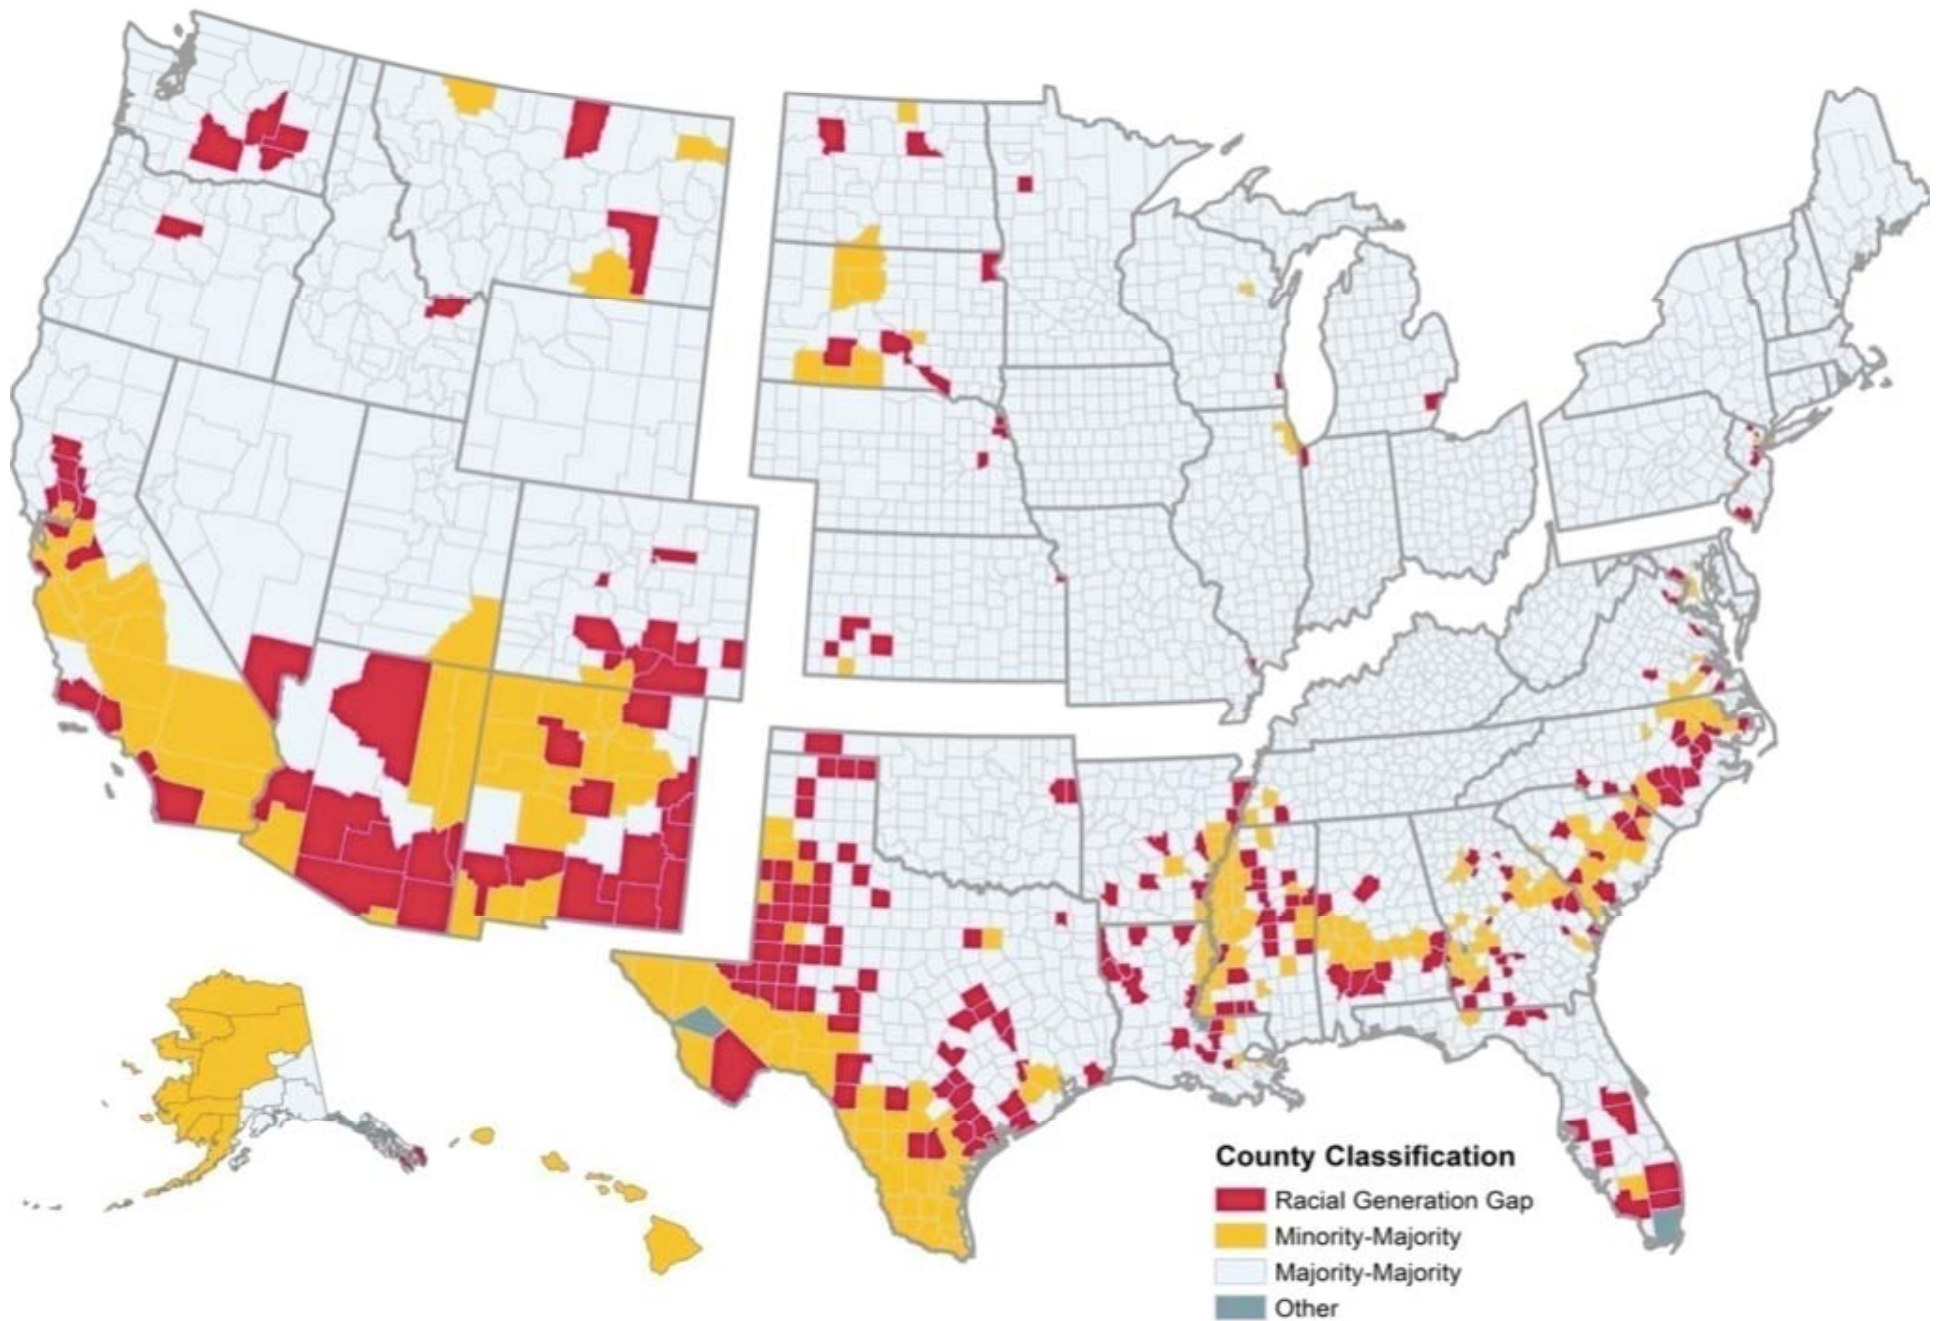 County Classification
Racial Generation Gap
Minority-Majority
Majority-Majority
Other